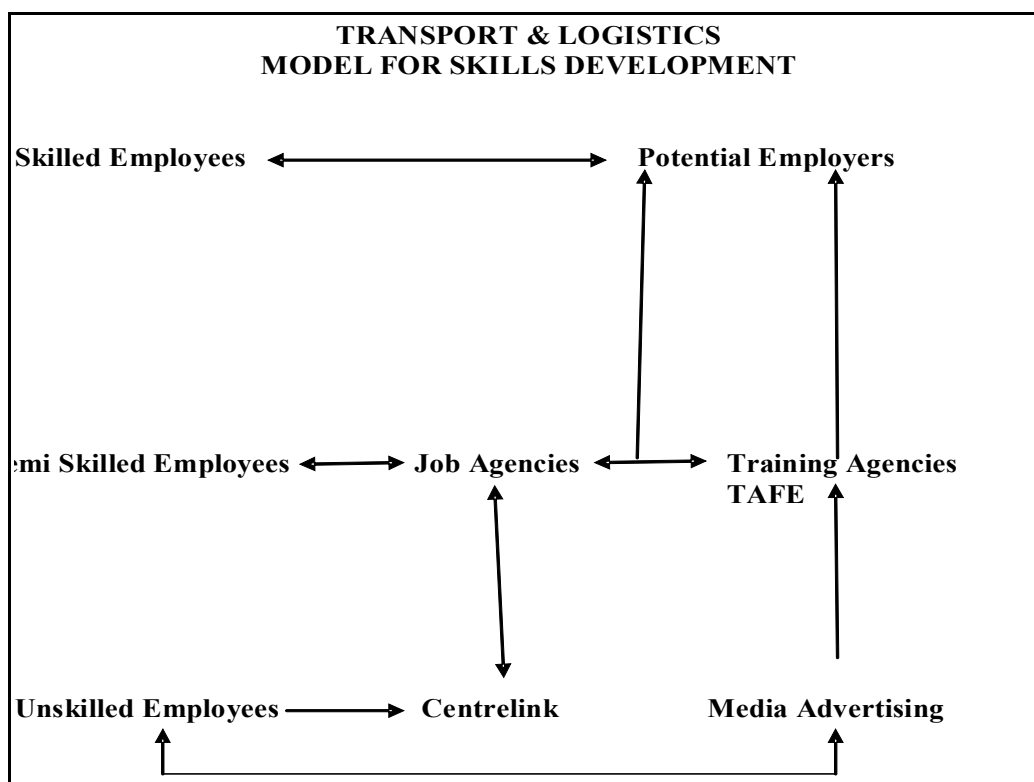 TRANSPORT & LOGISTICS
MODEL FOR SKILLS DEVELOPMENT
Skilled Employees Potential Employers
emi Skilled Employees Job Agencies Training Agencies
TAFE
Unskilled Employees Centrelink Media Advertising